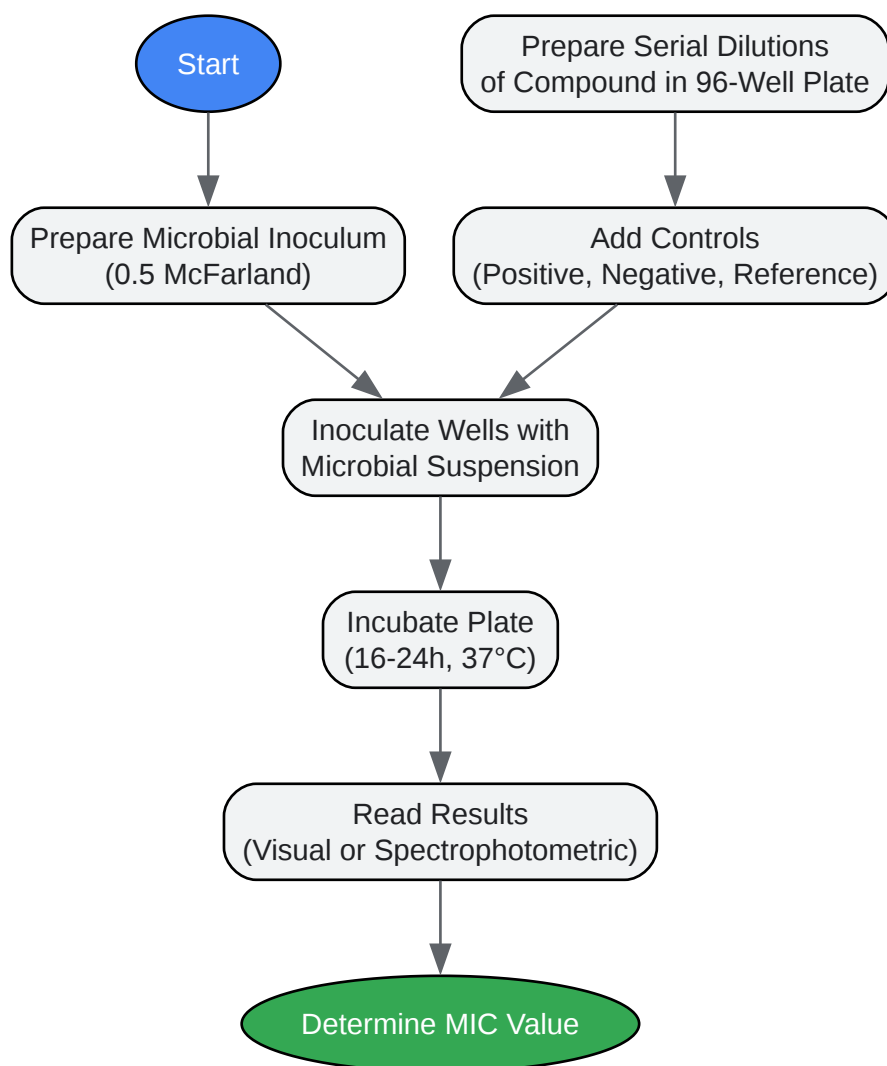 Start
Prepare Serial Dilutions
of Compound in 96-Well Plate
Prepare Microbial Inoculum
(0.5 McFarland)
Add Controls
(Positive, Negative, Reference)
Inoculate Wells with
Microbial Suspension
Incubate Plate
(16-24h, 37°C)
Read Results
(Visual or Spectrophotometric)
Determine MIC Value